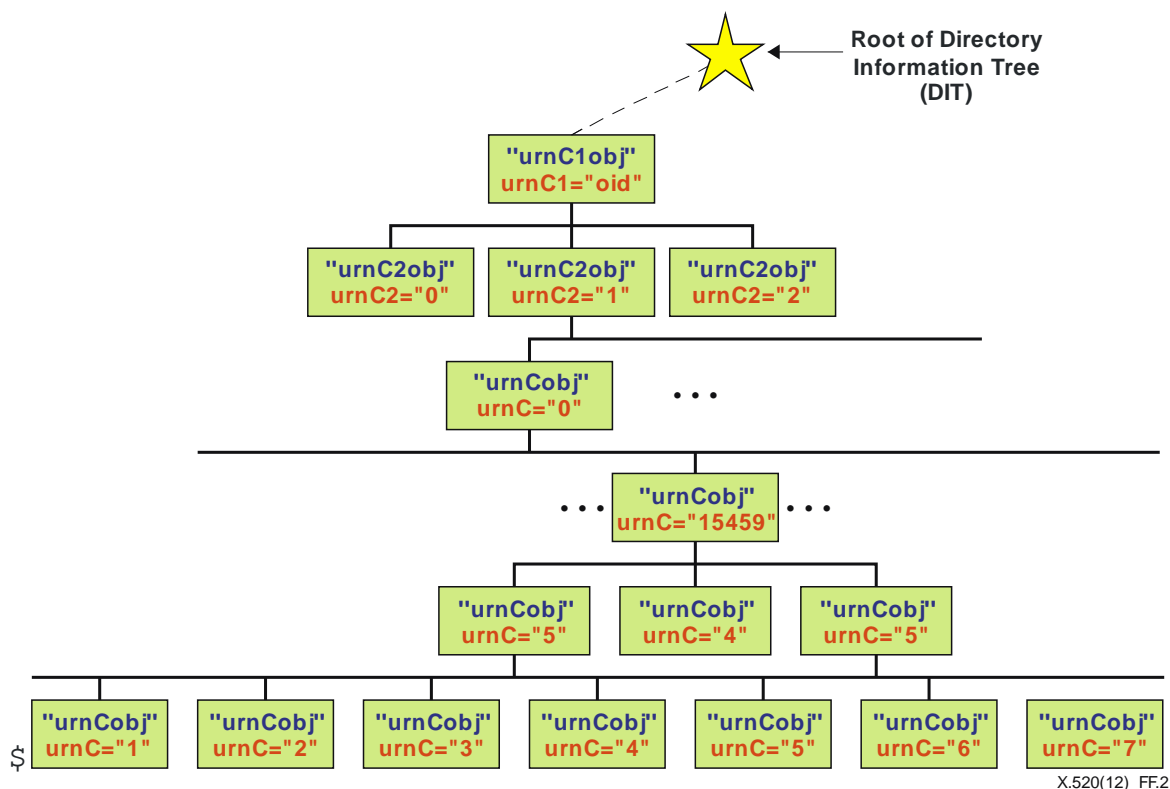 Root of Directory
Information Tree
(DIT)
"urnC1obj"
urnC1="oid"
"urnC2obj"
urnC2="0"
"urnC2obj"
urnC2="1"
"urnC2obj"
urnC2="2"
"urnCobj"
urnC="0"
• • •
• • •
"urnCobj"
urnC="15459"
• • •
"urnCobj"
urnC="5"
"urnCobj"
urnC="4"
"urnCobj"
urnC="5"
$
"urnCobj"
urnC="1"
"urnCobj"
urnC="2"
"urnCobj"
urnC="3"
"urnCobj"
urnC="4"
"urnCobj"
urnC="5"
"urnCobj"
urnC="6"
"urnCobj"
urnC="7"
X.520(12)_FF.2